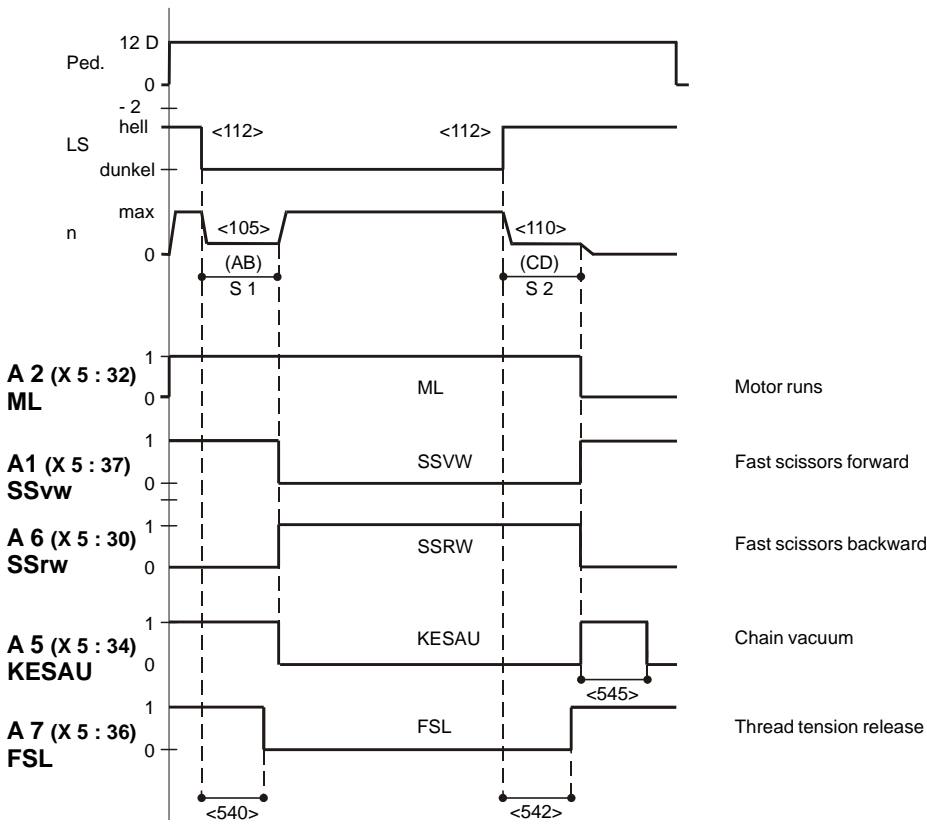 12 D
Ped.
0
- 2
hell
<112> <112>
LS
dunkel
max
<105> <110>
n
0
(AB) (CD)
S 1 S 2
1
A 2 (X 5 : 32) ML Motor runs
ML 0
1
A1 (X 5 : 37) SSVW Fast scissors forward
SSvw 0
1
A 6 (X 5 : 30) SSRW Fast scissors backward
SSrw 0
1
A 5 (X 5 : 34) KESAU Chain vacuum
KESAU 0
<545>
1
A 7 (X 5 : 36) FSL Thread tension release
FSL 0
<540> <542>